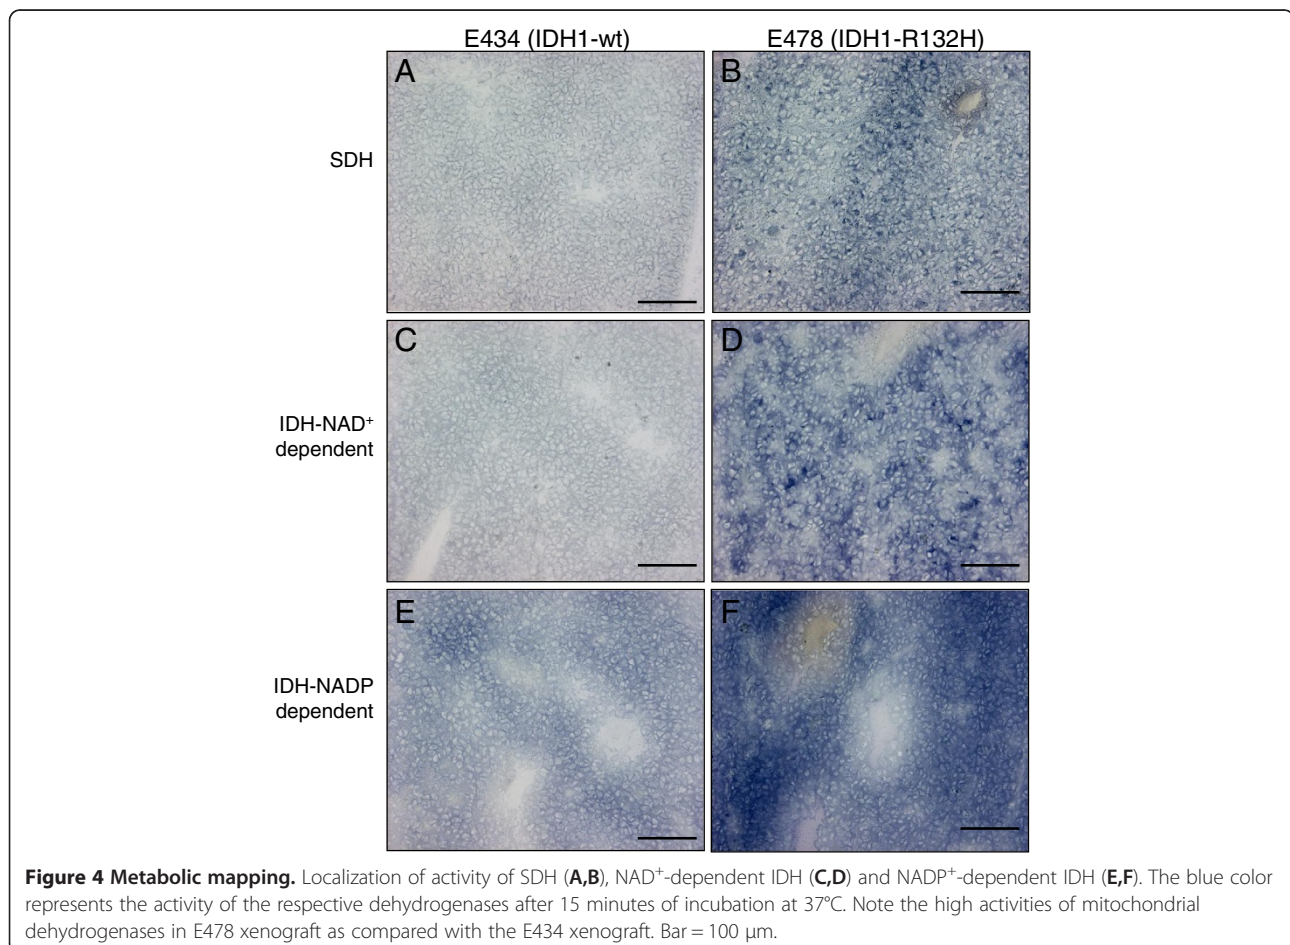 E434 (IDH1-wt) E478 (IDH1-R132H)
A B
SDH
C D
IDH-NAD⁺
dependent
E F
IDH-NADP
dependent
Figure 4 Metabolic mapping. Localization of activity of SDH (A,B), NAD⁺-dependent IDH (C,D) and NADP⁺-dependent IDH (E,F). The blue color
represents the activity of the respective dehydrogenases after 15 minutes of incubation at 37°C. Note the high activities of mitochondrial
dehydrogenases in E478 xenograft as compared with the E434 xenograft. Bar = 100 μm.